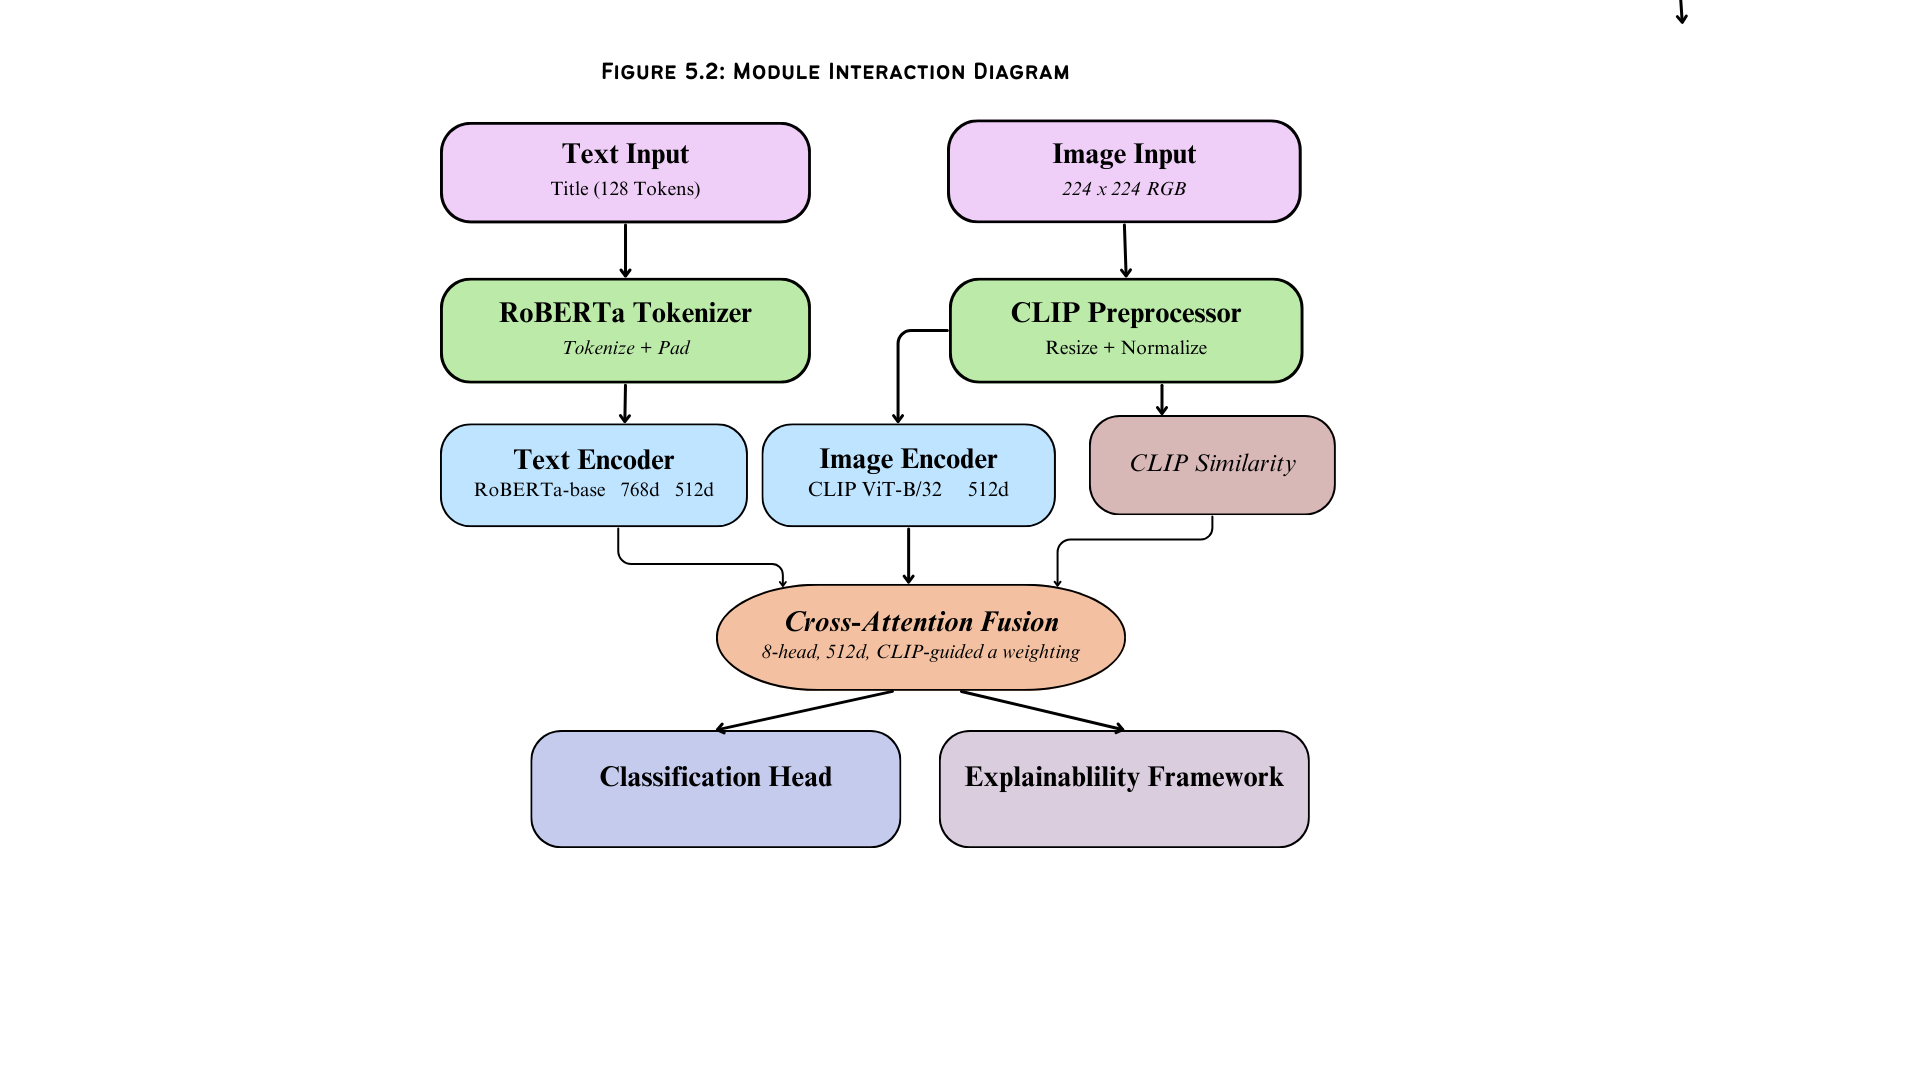 Figure 5.2: Module Interaction Diagram
Text Input
Title (128 Tokens)
Image Input
224 x 224 RGB
RoBERTa Tokenizer
Tokenize + Pad
CLIP Preprocessor
Resize + Normalize
Text Encoder
RoBERTa-base 768d 512d
Image Encoder
CLIP ViT-B/32 512d
CLIP Similarity
Cross-Attention Fusion
8-head, 512d, CLIP-guided a weighting
Classification Head
Explainablility Framework